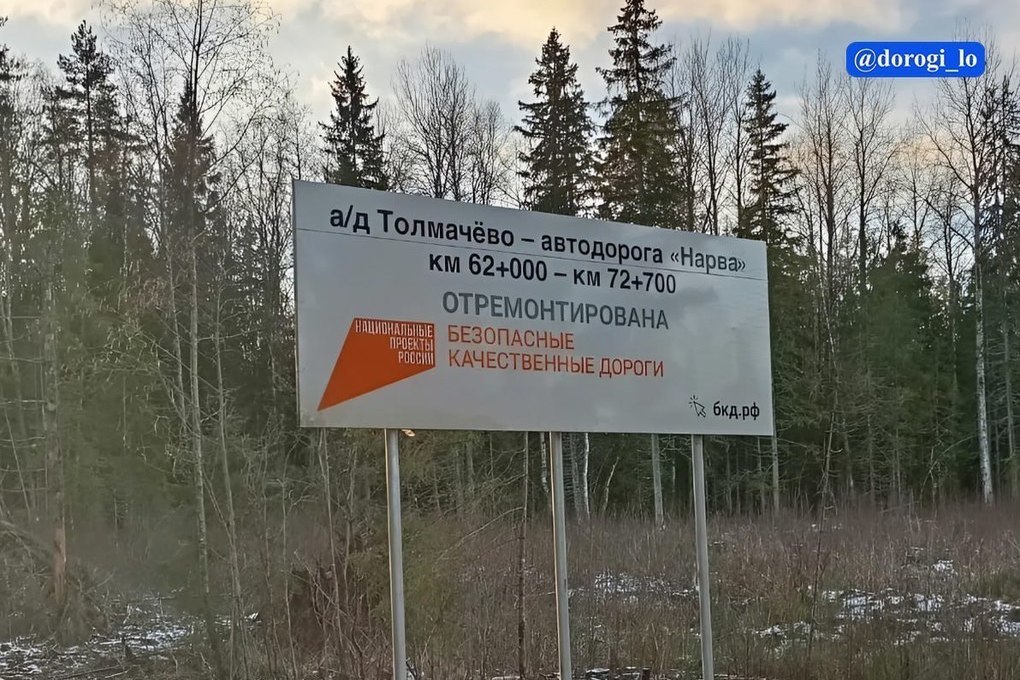 @dorogi_lo
а/д Толмачёво – автодорога «Нарва»
км 62+000 – км 72+700
ОТРЕМОНТИРОВАНА
НАЦИОНАЛЬНЫЕ
ПРОЕКТЫ
РОССИИ
БЕЗОПАСНЫЕ
КАЧЕСТВЕННЫЕ ДОРОГИ
бкд.рф